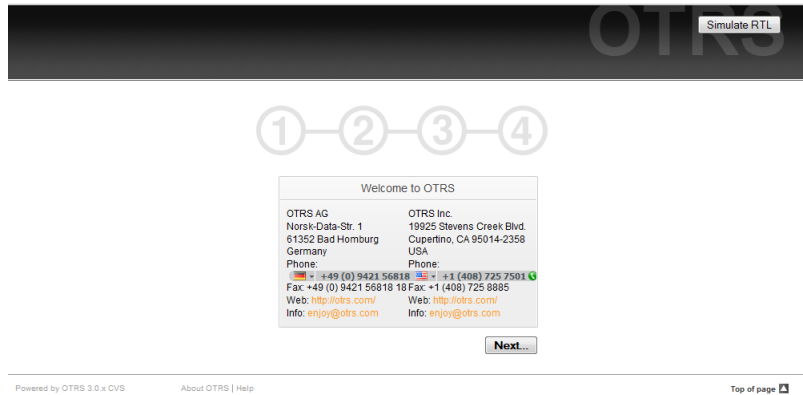 OTRS
Simulate RTL
1 2 3 4
Welcome to OTRS
OTRS AG
Norsk-Data-Str. 1
61352 Bad Homburg
Germany
Phone:
+49 (0) 9421 56818
Fax: +49 (0) 9421 56818 18
Web: http://otrs.com/
Info: enjoy@otrs.com
OTRS Inc.
19925 Stevens Creek Blvd.
Cupertino, CA 95014-2358
USA
Phone:
+1 (408) 725 7501
Fax: +1 (408) 725 8885
Web: http://otrs.com/
Info: enjoy@otrs.com
Next...
Powered by OTRS 3.0.x CVS
About OTRS | Help
Top of page